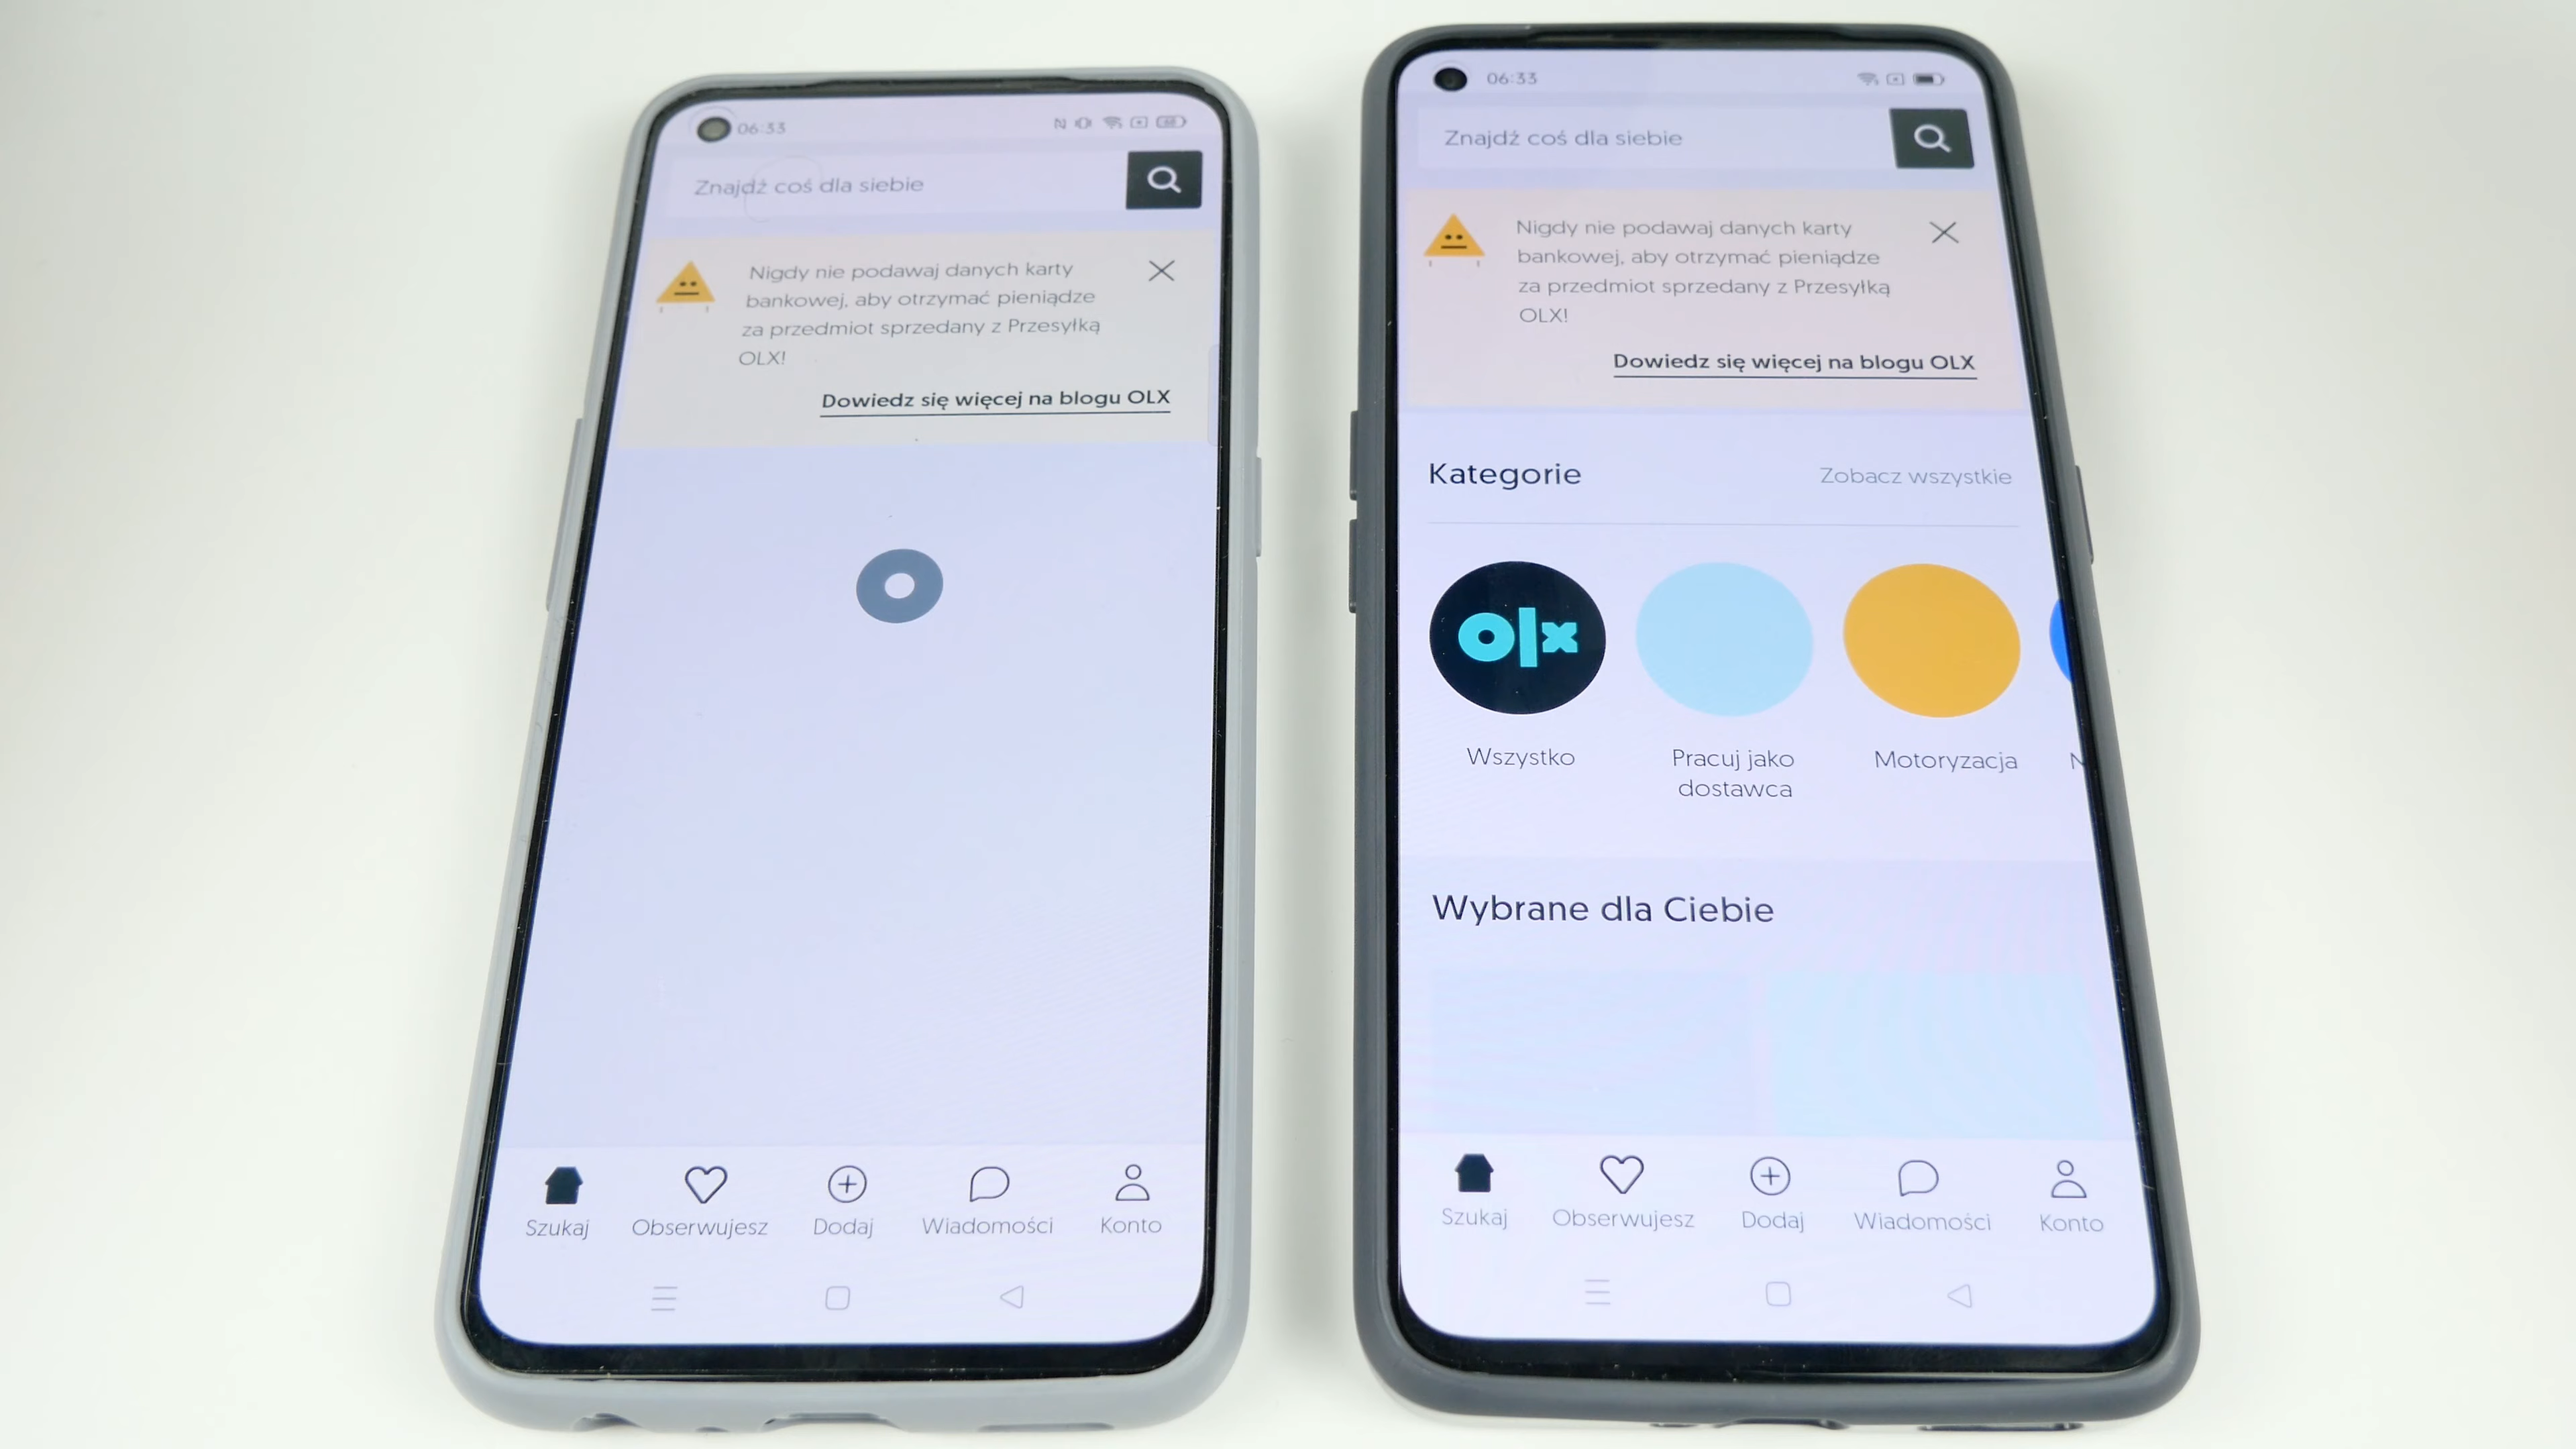 06:33
Znajdź coś dla siebie
Nigdy nie podawaj danych karty
bankowej, aby otrzymać pieniądze
za przedmiot sprzedany z Przesyłką
OLX!
Dowiedz się więcej na blogu OLX
Szukaj
Obserwujesz
Dodaj
Wiadomości
Konto
06:33
Znajdź coś dla siebie
Nigdy nie podawaj danych karty
bankowej, aby otrzymać pieniądze
za przedmiot sprzedany z Przesyłką
OLX!
Dowiedz się więcej na blogu OLX
Kategorie
Zobacz wszystkie
olx
Wszystko
Pracuj jako
dostawca
Motoryzacja
Wybrane dla Ciebie
Szukaj
Obserwujesz
Dodaj
Wiadomości
Konto